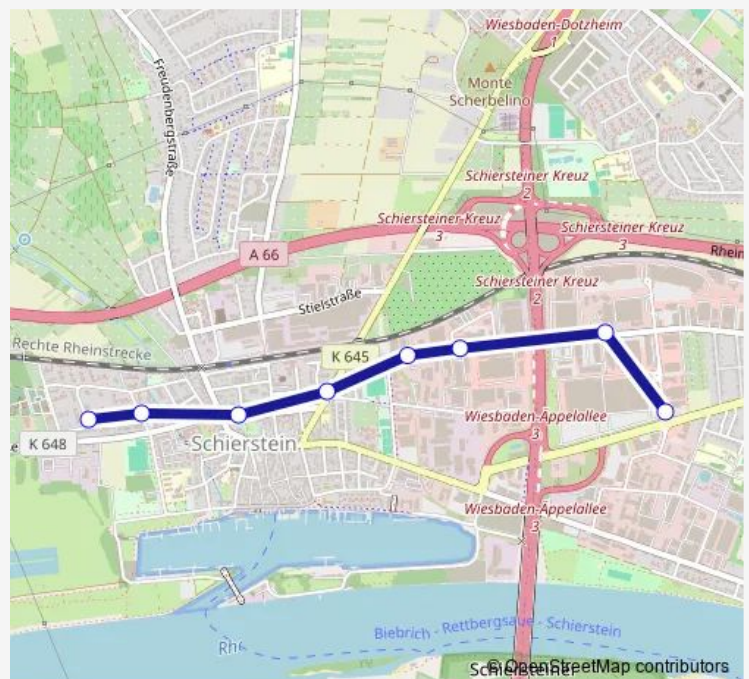 Wiesbaden-Dotzheim
1
Monte
Scherbelino
Freudenbergstraße
Schiersteiner Kreuz
2
Schiersteiner Kreuz
3
Schiersteiner Kreuz
3
A 66
Rhein
Schiersteiner Kreuz
2
Stielstraße
Rechte Rheinstrecke
K 645
Wiesbaden-Appelallee
3
K 648
Schierstein
Wiesbaden-Appelallee
3
Biebrich - Rettbergsaue - Schierstein
Schiersteiner
© OpenStreetMap contributors